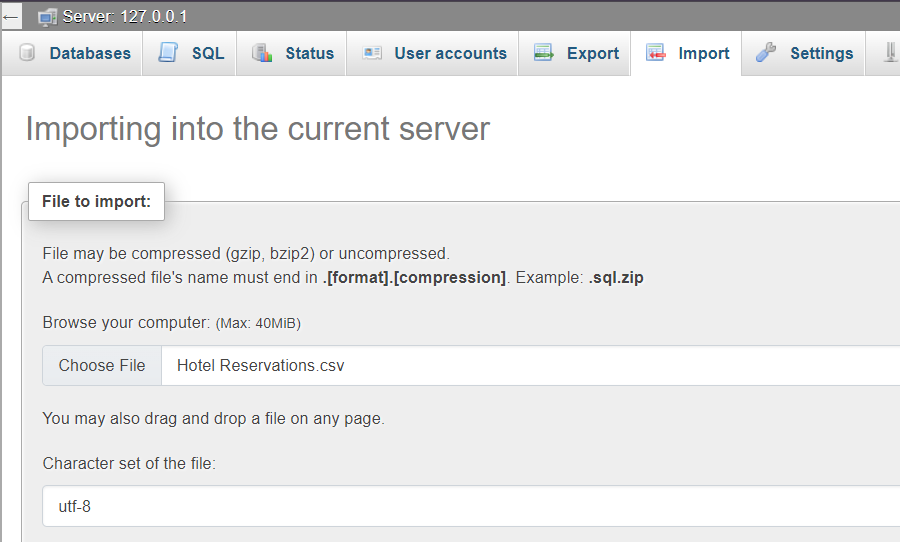 ← Server: 127.0.0.1
Databases SQL Status User accounts Export Import Settings
Importing into the current server
File to import:
File may be compressed (gzip, bzip2) or uncompressed.
A compressed file's name must end in .[format].[compression]. Example: .sql.zip
Browse your computer: (Max: 40MiB)
Choose File Hotel Reservations.csv
You may also drag and drop a file on any page.
Character set of the file:
utf-8